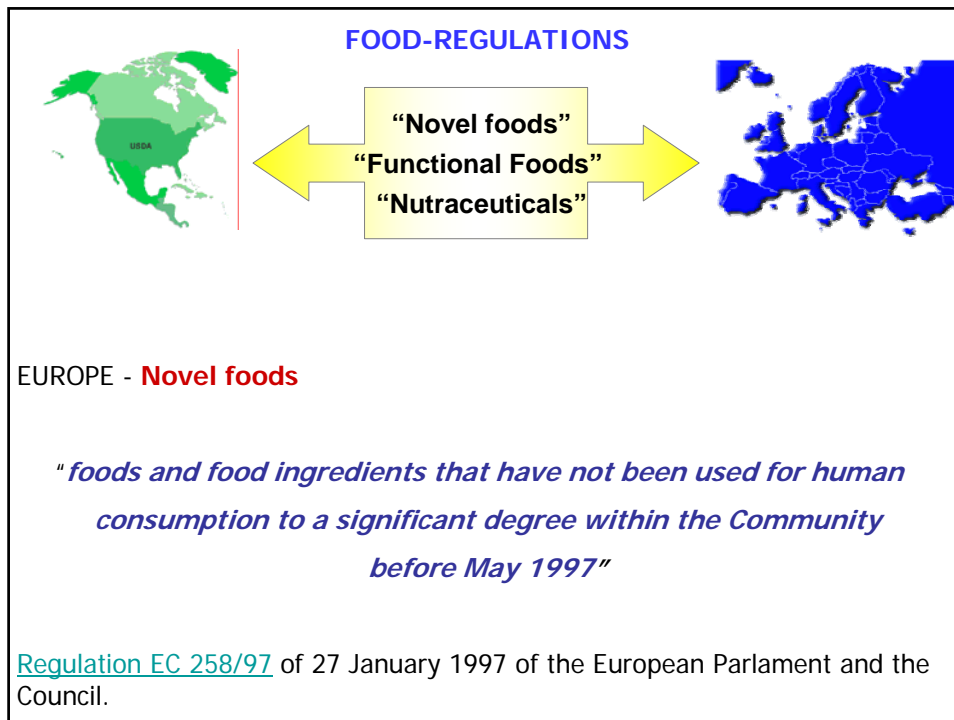 FOOD-REGULATIONS
USDA
“Novel foods”
“Functional Foods”
“Nutraceuticals”
EUROPE - Novel foods
“foods and food ingredients that have not been used for human
consumption to a significant degree within the Community
before May 1997”
Regulation EC 258/97 of 27 January 1997 of the European Parlament and the
Council.